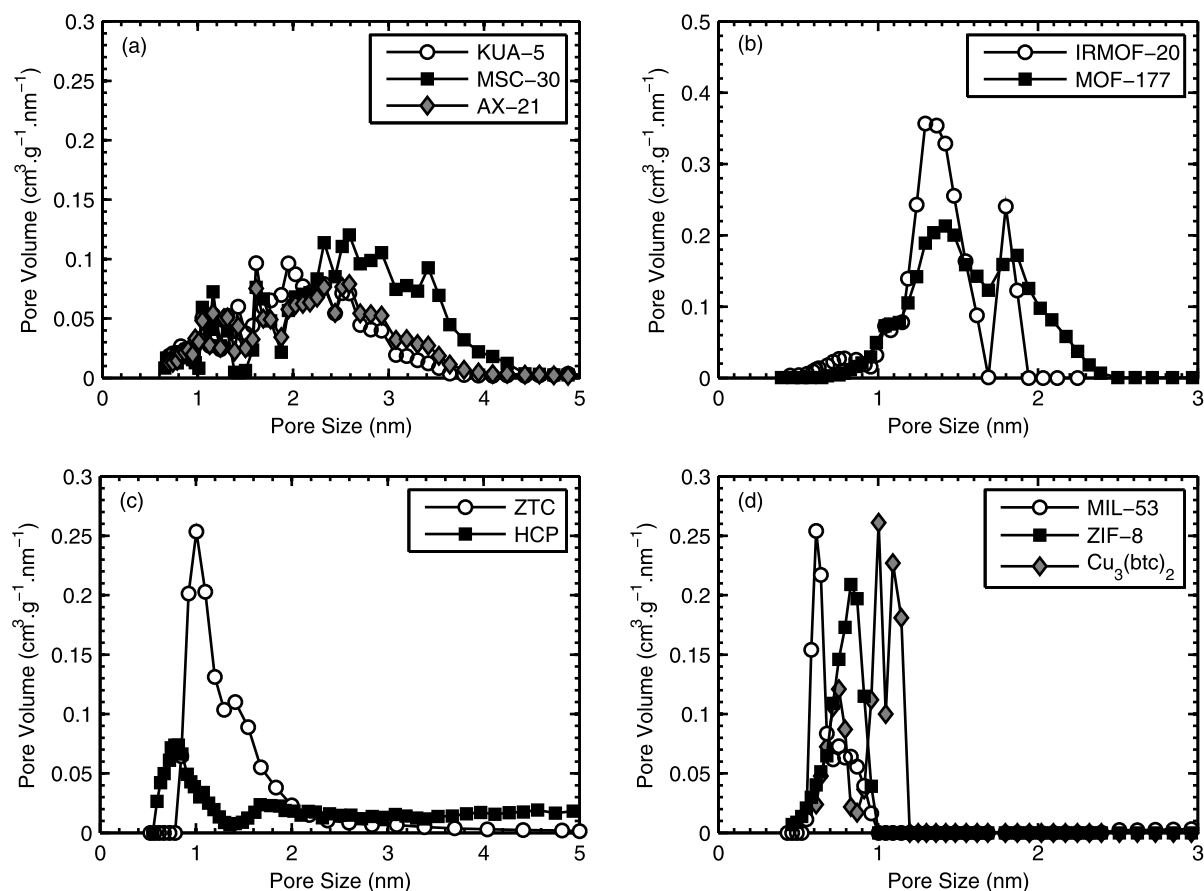 (a)
KUA−5
MSC−30
AX−21
Pore Volume (cm³.g⁻¹.nm⁻¹)
0.3
0.25
0.2
0.15
0.1
0.05
0
0 1 2 3 4 5
Pore Size (nm)
(b)
IRMOF−20
MOF−177
Pore Volume (cm³.g⁻¹.nm⁻¹)
0.5
0.4
0.3
0.2
0.1
0
0 1 2 3
Pore Size (nm)
(c)
ZTC
HCP
Pore Volume (cm³.g⁻¹.nm⁻¹)
0.3
0.25
0.2
0.15
0.1
0.05
0
0 1 2 3 4 5
Pore Size (nm)
(d)
MIL−53
ZIF−8
Cu₃(btc)₂
Pore Volume (cm³.g⁻¹.nm⁻¹)
0.3
0.25
0.2
0.15
0.1
0.05
0
0 1 2 3
Pore Size (nm)